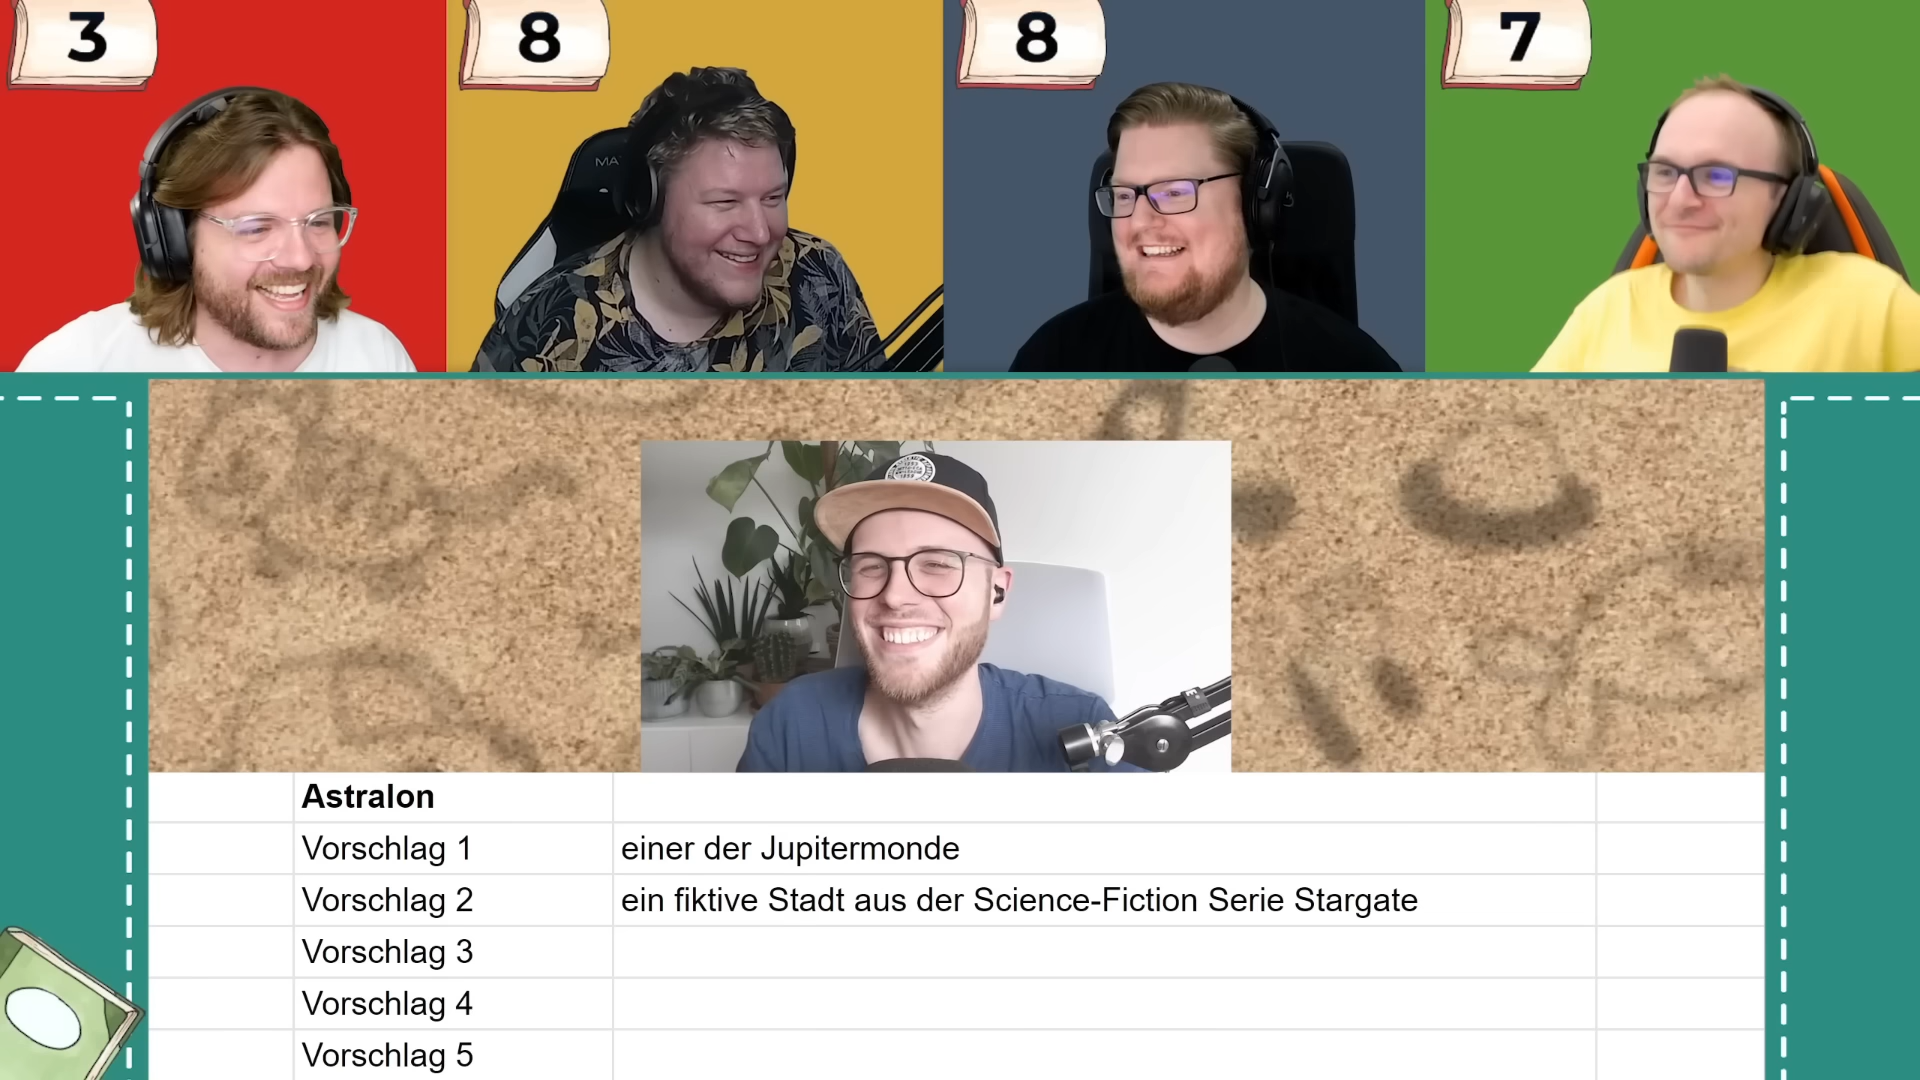 3
8
8
7
MA
Astralon
Vorschlag 1 einer der Jupitermonde
Vorschlag 2 ein fiktive Stadt aus der Science-Fiction Serie Stargate
Vorschlag 3
Vorschlag 4
Vorschlag 5